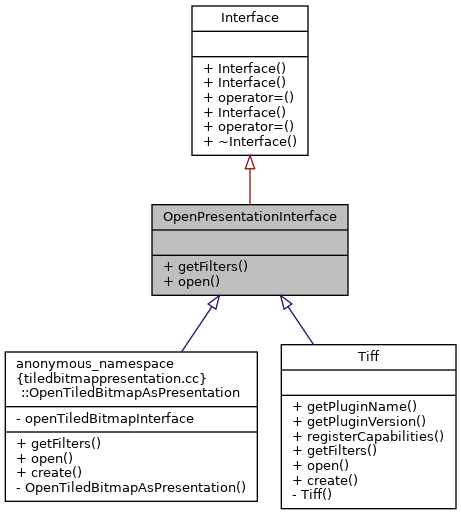 Interface
+ Interface()
+ Interface()
+ operator=()
+ Interface()
+ operator=()
+ ~Interface()
OpenPresentationInterface
+ getFilters()
+ open()
anonymous_namespace
{tiledbitmappresentation.cc}
::OpenTiledBitmapAsPresentation
- openTiledBitmapInterface
+ getFilters()
+ open()
+ create()
- OpenTiledBitmapAsPresentation()
Tiff
+ getPluginName()
+ getPluginVersion()
+ registerCapabilities()
+ getFilters()
+ open()
+ create()
- Tiff()